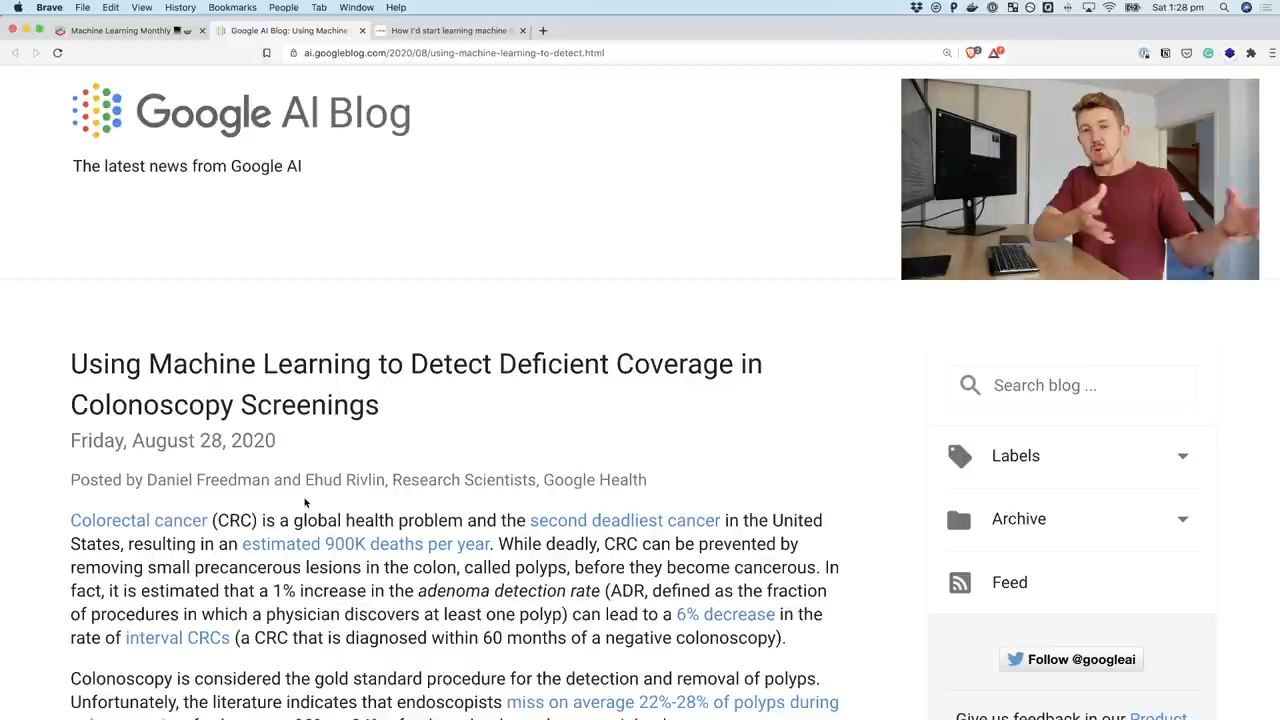 Brave File Edit View History Bookmarks People Tab Window Help Sat 1:28 pm
Machine Learning Monthly Google AI Blog: Using Machine How I'd start learning machine
ai.googleblog.com/2020/08/using-machine-learning-to-detect.html
Google AI Blog
The latest news from Google AI
Using Machine Learning to Detect Deficient Coverage in
Colonoscopy Screenings
Friday, August 28, 2020
Posted by Daniel Freedman and Ehud Rivlin, Research Scientists, Google Health
Colorectal cancer (CRC) is a global health problem and the second deadliest cancer in the United
States, resulting in an estimated 900K deaths per year. While deadly, CRC can be prevented by
removing small precancerous lesions in the colon, called polyps, before they become cancerous. In
fact, it is estimated that a 1% increase in the adenoma detection rate (ADR, defined as the fraction
of procedures in which a physician discovers at least one polyp) can lead to a 6% decrease in the
rate of interval CRCs (a CRC that is diagnosed within 60 months of a negative colonoscopy).
Colonoscopy is considered the gold standard procedure for the detection and removal of polyps.
Unfortunately, the literature indicates that endoscopists miss on average 22%-28% of polyps during
Search blog ...
Labels
Archive
Feed
Follow @googleai
Give us feedback in our Product